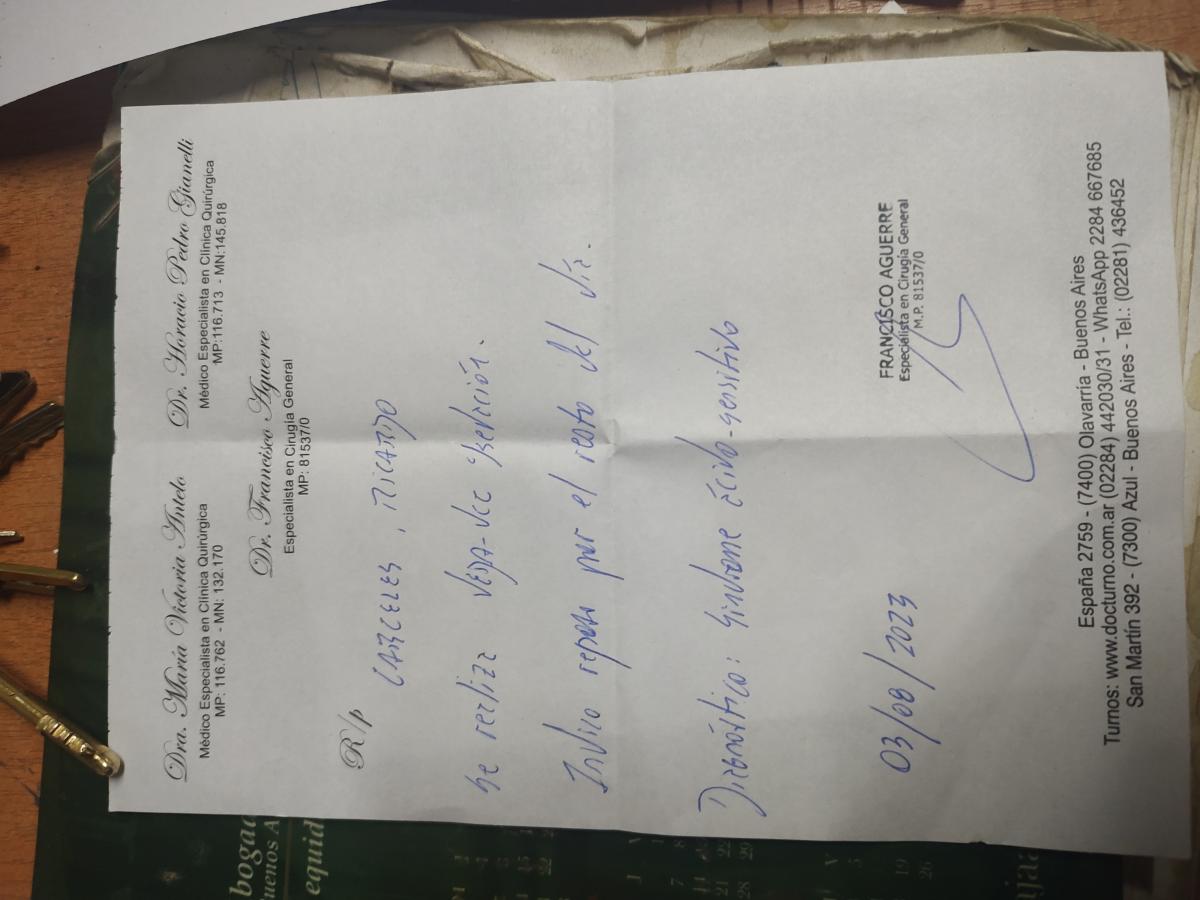 Dra. María Victoria Antelo
Médico Especialista en Clínica Quirúrgica
MP: 116.762 - MN: 132.170
Dr. Horacio Pedro Gianelli
Médico Especialista en Clínica Quirúrgica
MP:116.713 - MN:145.818
Dr. Francisco Aguerre
Especialista en Cirugía General
MP: 81537/0
R/p
CARCELES, RICARDO
Se realiza VEDA-VCC
Indico reposo por el resto del día.
Diagnóstico: Síndrome ácido-sensitivo
03/08/2023
FRANCISCO AGUERRE
Especialista en Cirugía General
M.P. 81537/0
España 2759 - (7400) Olavarría - Buenos Aires
Turnos: www.docturno.com.ar (02284) 442030/31 - WhatsApp 2284 667685
San Martín 392 - (7300) Azul - Buenos Aires - Tel.: (02281) 436452